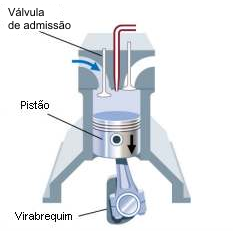 Válvula
de admissão
Pistão
Virabrequim